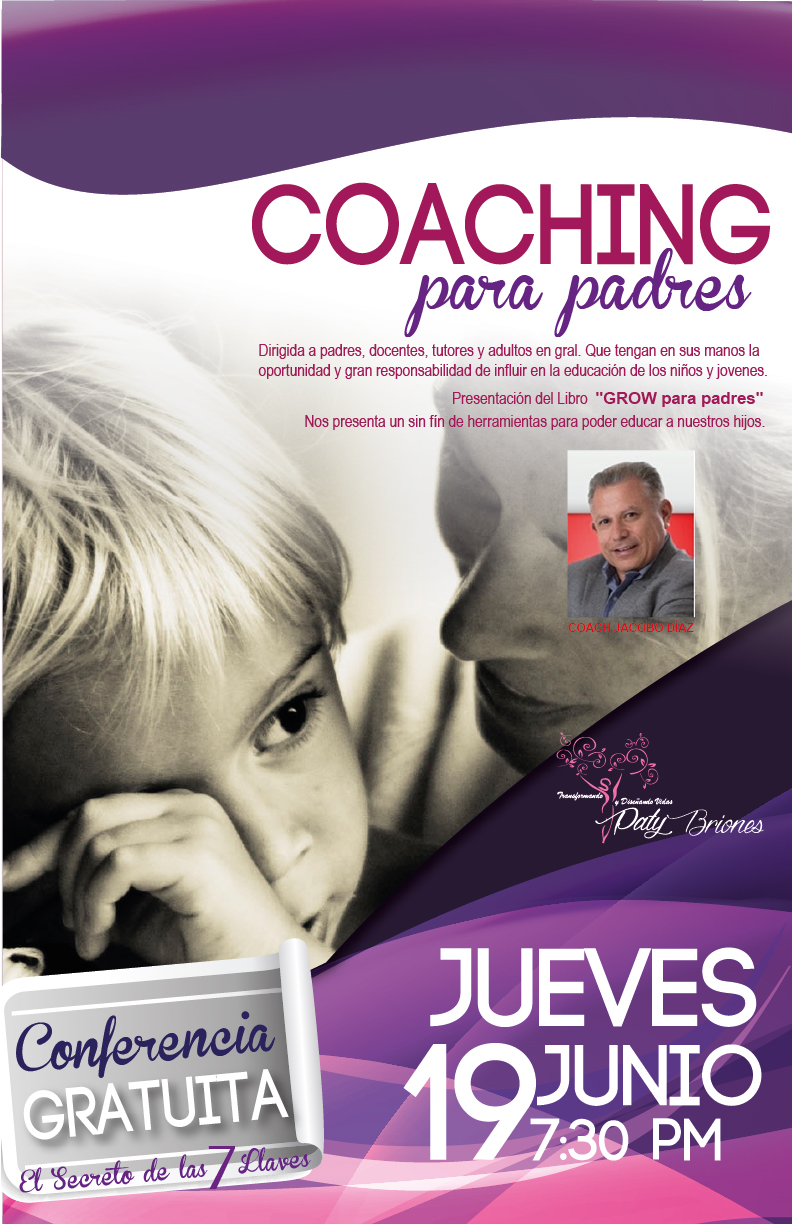 COACHING
para padres
Dirigida a padres, docentes, tutores y adultos en gral. Que tengan en sus manos la
oportunidad y gran responsabilidad de influir en la educación de los niños y jovenes.
Presentación del Libro "GROW para padres"
Nos presenta un sin fín de herramientas para poder educar a nuestros hijos.
COACH JACOBO DIAZ
Transformando y Diseñando Vidas
Paty Briones
JUEVES
19 JUNIO
7:30 PM
Conferencia
GRATUITA
El Secreto de las 7 Llaves